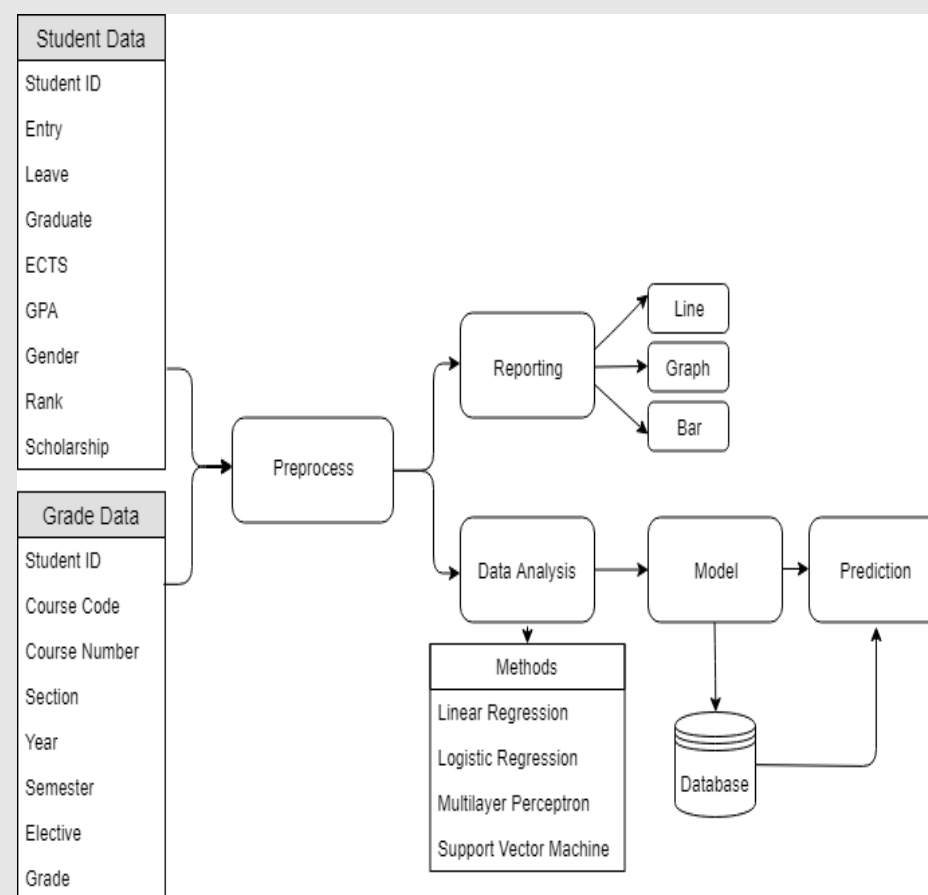 Student Data
Student ID
Entry
Leave
Graduate
ECTS
GPA
Gender
Rank
Scholarship
Grade Data
Student ID
Course Code
Course Number
Section
Year
Semester
Elective
Grade
Preprocess
Reporting
Line
Graph
Bar
Data Analysis
Model
Prediction
Methods
Linear Regression
Logistic Regression
Multilayer Perceptron
Support Vector Machine
Database